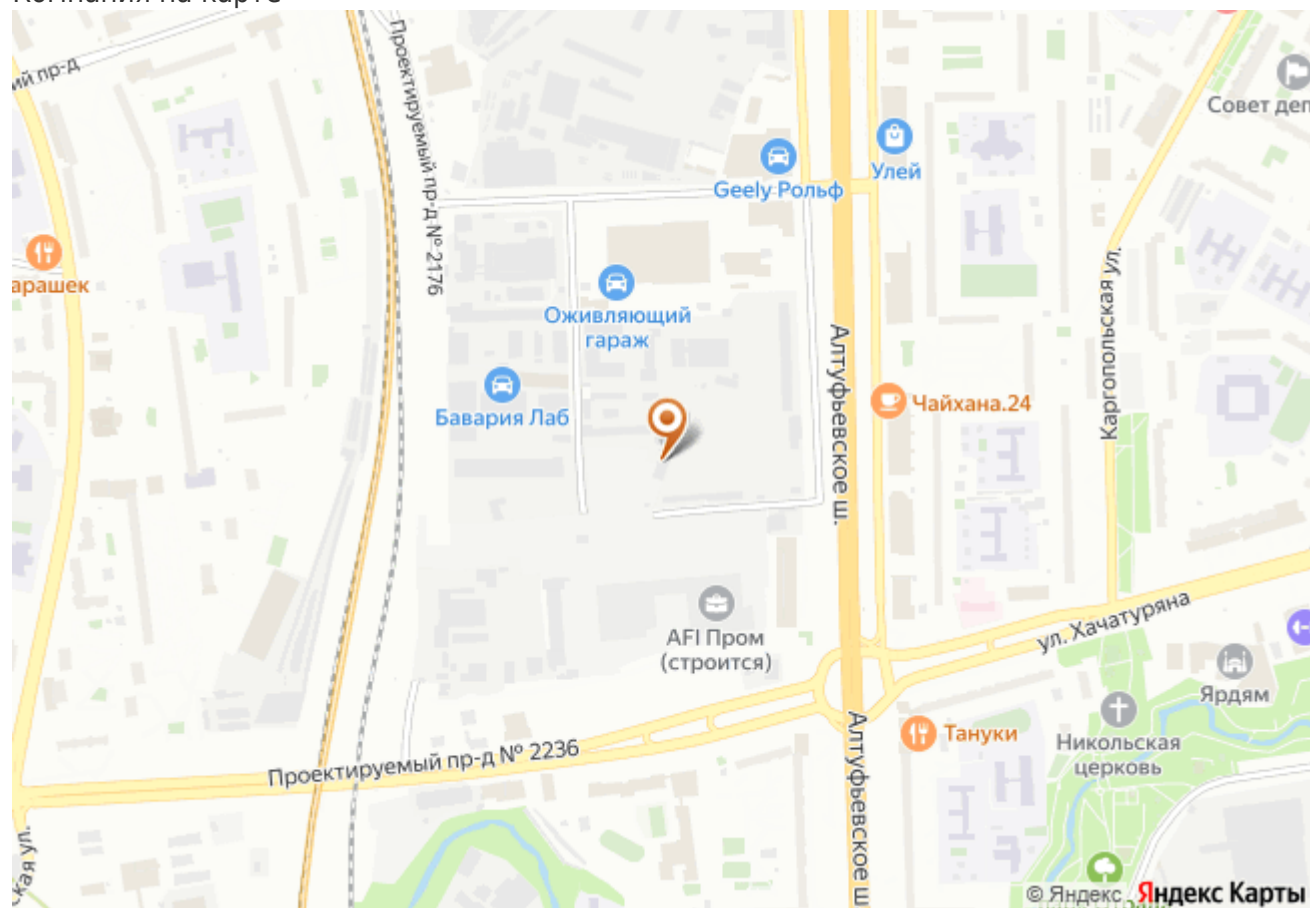 ий пр-д
Проектируемый пр-д № 2176
Совет деп
Улей
Geely Рольф
арашек
Оживляющий
гараж
Каргопольская ул.
Алтуфьевское ш.
Бавария Лаб
Чайхана.24
AFI Пром
(строится)
ул. Хачатуряна
Ярдям
Тануки
Никольская
церковь
Проектируемый пр-д № 2236
Алтуфьевское ш
кая ул.
© Яндекс Яндекс Карты